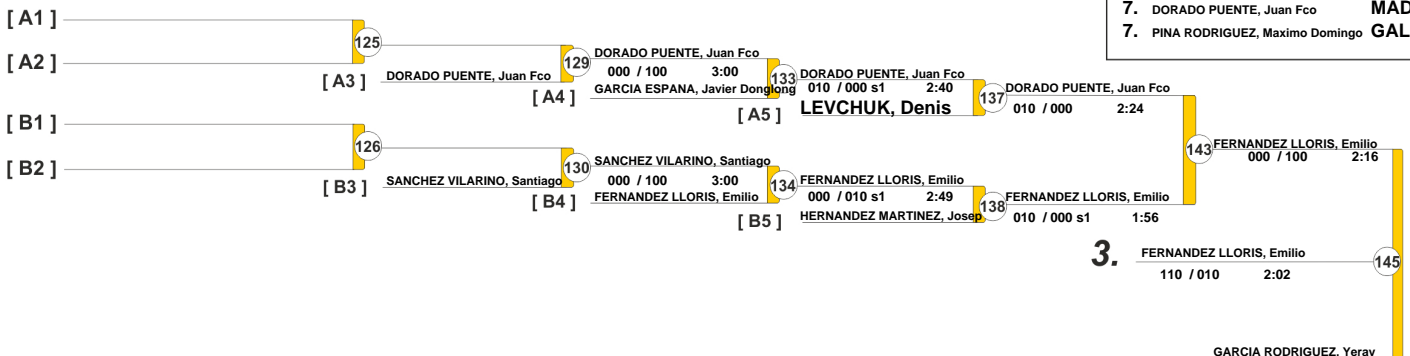 7. DORADO PUENTE, Juan Fco MAD
7. PINA RODRIGUEZ, Maximo Domingo GAL
[ A1 ]
125
[ A2 ]
[ A3 ]
DORADO PUENTE, Juan Fco
129
[ A4 ]
DORADO PUENTE, Juan Fco
000 / 100 3:00
GARCIA ESPANA, Javier Donglong
133
[ A5 ]
DORADO PUENTE, Juan Fco
010 / 000 s1 2:40
LEVCHUK, Denis
137
DORADO PUENTE, Juan Fco
010 / 000 2:24
[ B1 ]
126
[ B2 ]
[ B3 ]
SANCHEZ VILARINO, Santiago
130
[ B4 ]
SANCHEZ VILARINO, Santiago
000 / 100 3:00
FERNANDEZ LLORIS, Emilio
134
[ B5 ]
FERNANDEZ LLORIS, Emilio
000 / 010 s1 2:49
HERNANDEZ MARTINEZ, Josep
138
FERNANDEZ LLORIS, Emilio
010 / 000 s1 1:56
143
FERNANDEZ LLORIS, Emilio
000 / 100 2:16
3.
FERNANDEZ LLORIS, Emilio
110 / 010 2:02
145
GARCIA RODRIGUEZ, Yeray